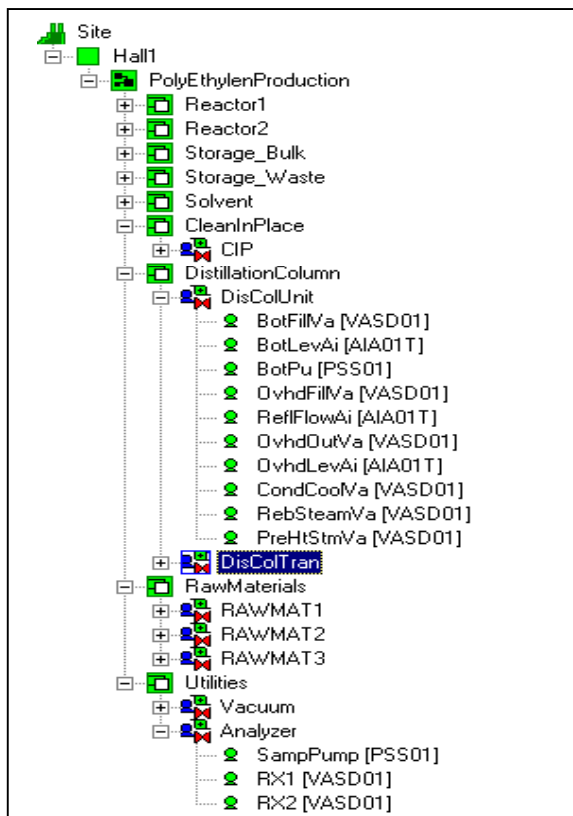 Site
Hall1
PolyEthylenProduction
Reactor1
Reactor2
Storage_Bulk
Storage_Waste
Solvent
CleanInPlace
CIP
DistillationColumn
DisColUnit
BotFillVa [VASD01]
BotLevAi [AIA01T]
BotPu [PSS01]
OvhdFillVa [VASD01]
ReflFlowAi [AIA01T]
OvhdOutVa [VASD01]
OvhdLevAi [AIA01T]
CondCoolVa [VASD01]
RebSteamVa [VASD01]
PreHtStmVa [VASD01]
DisColTran
RawMaterials
RAWMAT1
RAWMAT2
RAWMAT3
Utilities
Vacuum
Analyzer
SampPump [PSS01]
RX1 [VASD01]
RX2 [VASD01]